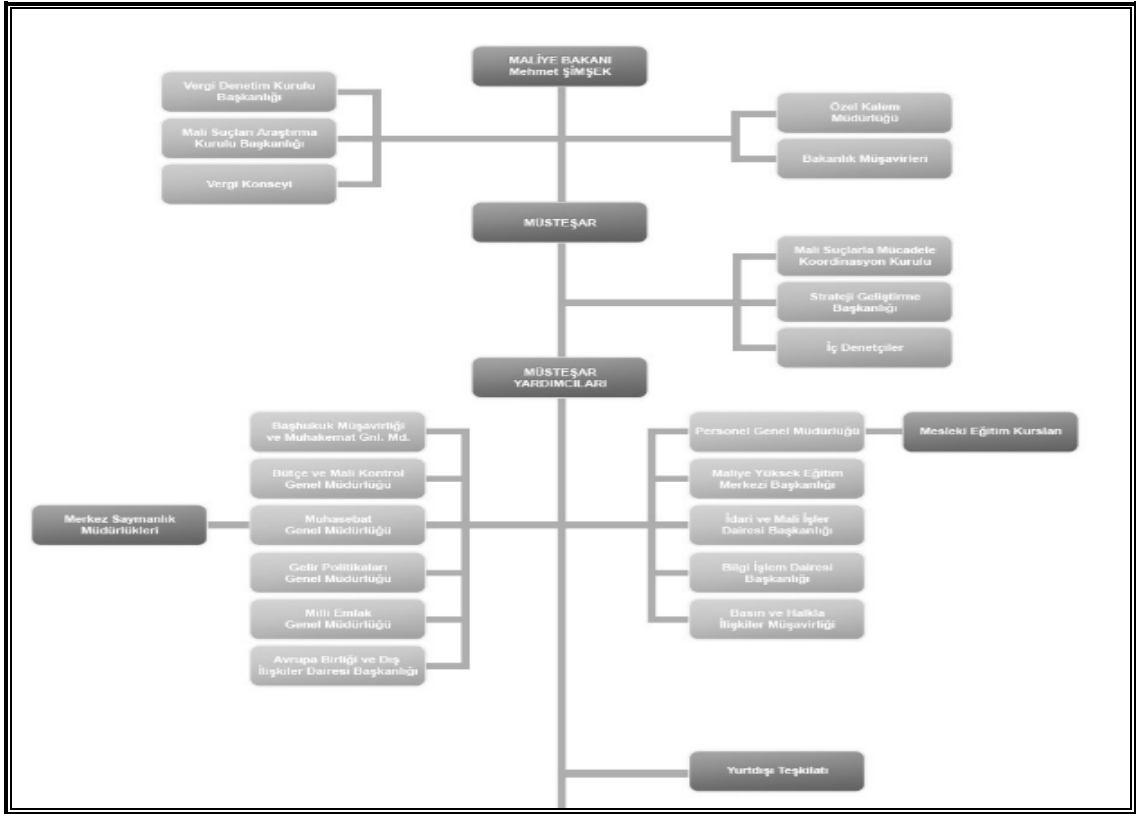 MALİYE BAKANI
Mehmet ŞİMŞEK
Vergi Denetim Kurulu
Başkanlığı
Mali Suçları Araştırma
Kurulu Başkanlığı
Vergi Konseyi
Özel Kalem
Müdürlüğü
Bakanlık Müşavirleri
MÜSTEŞAR
Mali Suçlarla Mücadele
Koordinasyon Kurulu
Strateji Geliştirme
Başkanlığı
İç Denetçiler
MÜSTEŞAR
YARDIMCILARI
Başhukuk Müşavirliği
ve Muhakemat Gnl. Md.
Bütçe ve Mali Kontrol
Genel Müdürlüğü
Merkez Saymanlık
Müdürlükleri
Muhasebat
Genel Müdürlüğü
Gelir Politikaları
Genel Müdürlüğü
Milli Emlak
Genel Müdürlüğü
Avrupa Birliği ve Dış
İlişkiler Dairesi Başkanlığı
Personel Genel Müdürlüğü
Mesleki Eğitim Kursları
Maliye Yüksek Eğitim
Merkezi Başkanlığı
İdari ve Mali İşler
Dairesi Başkanlığı
Bilgi İşlem Dairesi
Başkanlığı
Basın ve Halkla
İlişkiler Müşavirliği
Yurtdışı Teşkilatı